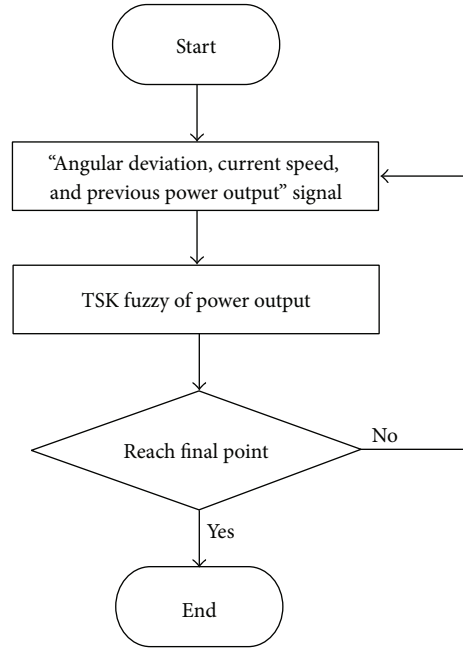 Start
“Angular deviation, current speed,
and previous power output” signal
TSK fuzzy of power output
Reach final point
No
Yes
End